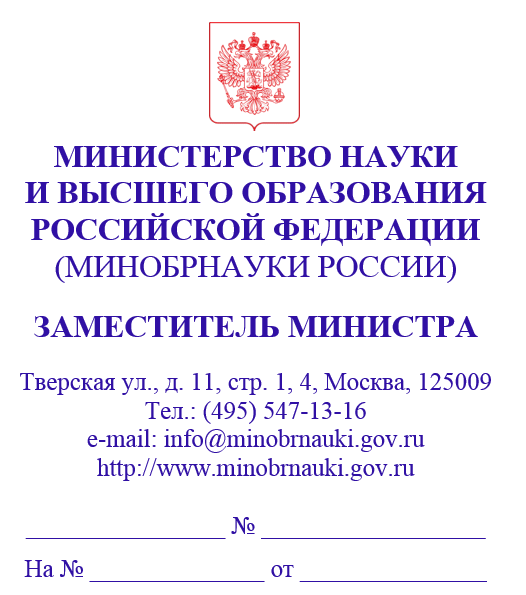 МИНИСТЕРСТВО НАУКИ
И ВЫСШЕГО ОБРАЗОВАНИЯ
РОССИЙСКОЙ ФЕДЕРАЦИИ
(МИНОБРНАУКИ РОССИИ)
ЗАМЕСТИТЕЛЬ МИНИСТРА
Тверская ул., д. 11, стр. 1, 4, Москва, 125009
Тел.: (495) 547-13-16
e-mail: info@minobrnauki.gov.ru
http://www.minobrnauki.gov.ru
________________ № __________________
На № ______________ от _______________